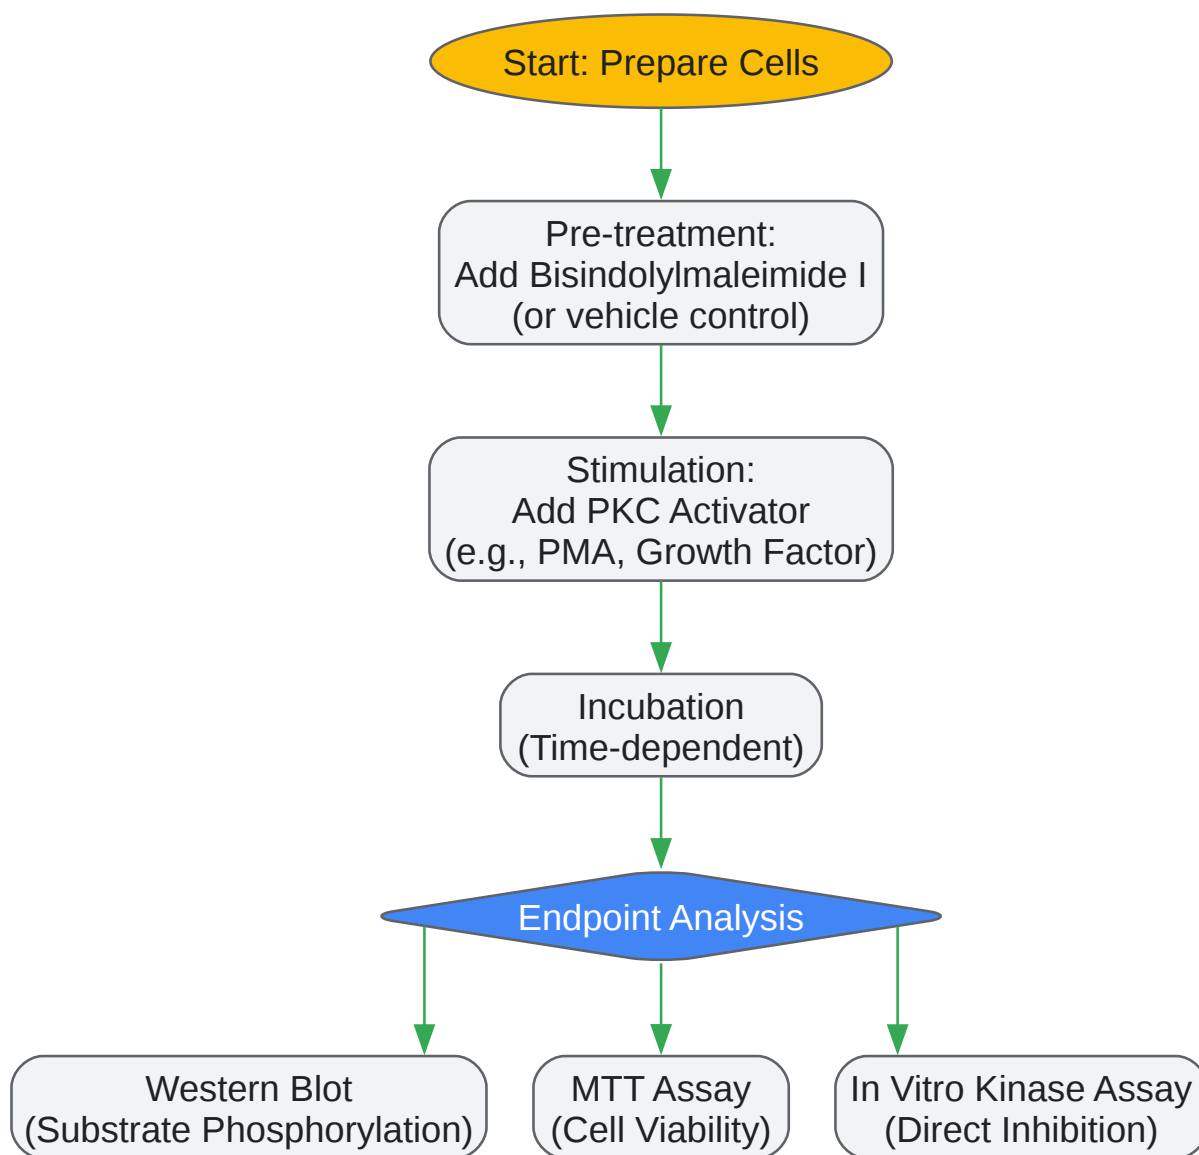 Start: Prepare Cells
Pre-treatment:
Add Bisindolylmaleimide I
(or vehicle control)
Stimulation:
Add PKC Activator
(e.g., PMA, Growth Factor)
Incubation
(Time-dependent)
Endpoint Analysis
Western Blot
(Substrate Phosphorylation)
MTT Assay
(Cell Viability)
In Vitro Kinase Assay
(Direct Inhibition)